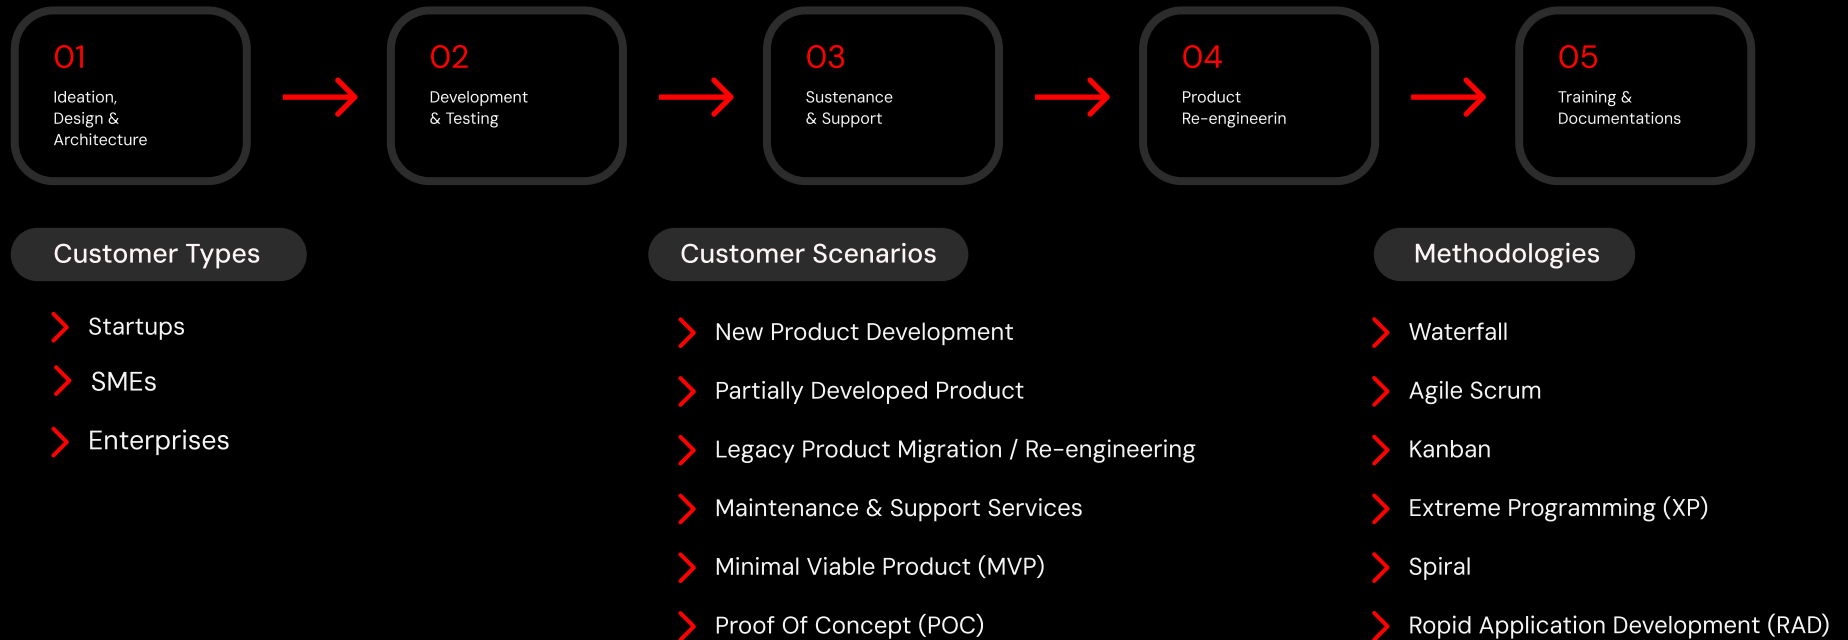 01
Ideation,
Design &
Architecture
02
Development
& Testing
03
Sustenance
& Support
04
Product
Re-engineerin
05
Training &
Documentations
Customer Types
Startups
SMEs
Enterprises
Customer Scenarios
New Product Development
Partially Developed Product
Legacy Product Migration / Re-engineering
Maintenance & Support Services
Minimal Viable Product (MVP)
Proof Of Concept (POC)
Methodologies
Waterfall
Agile Scrum
Kanban
Extreme Programming (XP)
Spiral
Ropid Application Development (RAD)